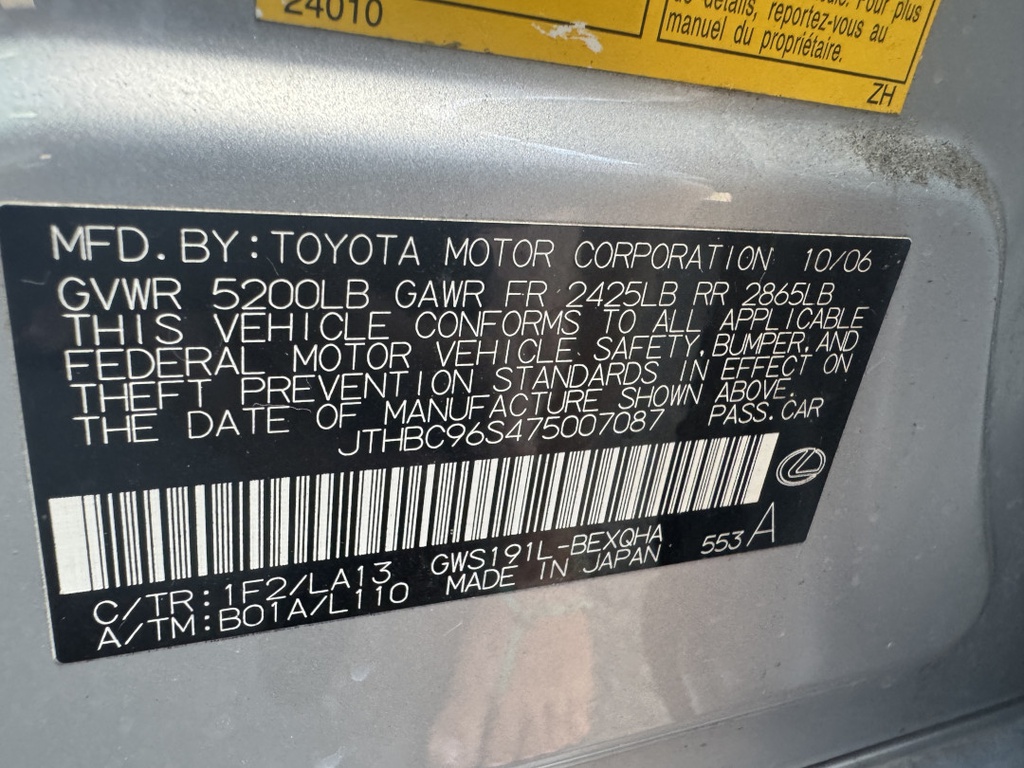 24010
Pour plus
de détails, reportez-vous au
manuel du propriétaire.
ZH
MFD. BY: TOYOTA MOTOR CORPORATION 10/06
GVWR 5200LB GAWR FR 2425LB RR 2865LB
THIS VEHICLE CONFORMS TO ALL APPLICABLE
FEDERAL MOTOR VEHICLE SAFETY, BUMPER, AND
THEFT PREVENTION STANDARDS IN EFFECT ON
THE DATE OF MANUFACTURE SHOWN ABOVE.
JTHBC96S475007087 PASS. CAR
C/TR: 1F2/LA13 GWS191L-BEXQHA 553 A
A/TM: B01A/L110 MADE IN JAPAN